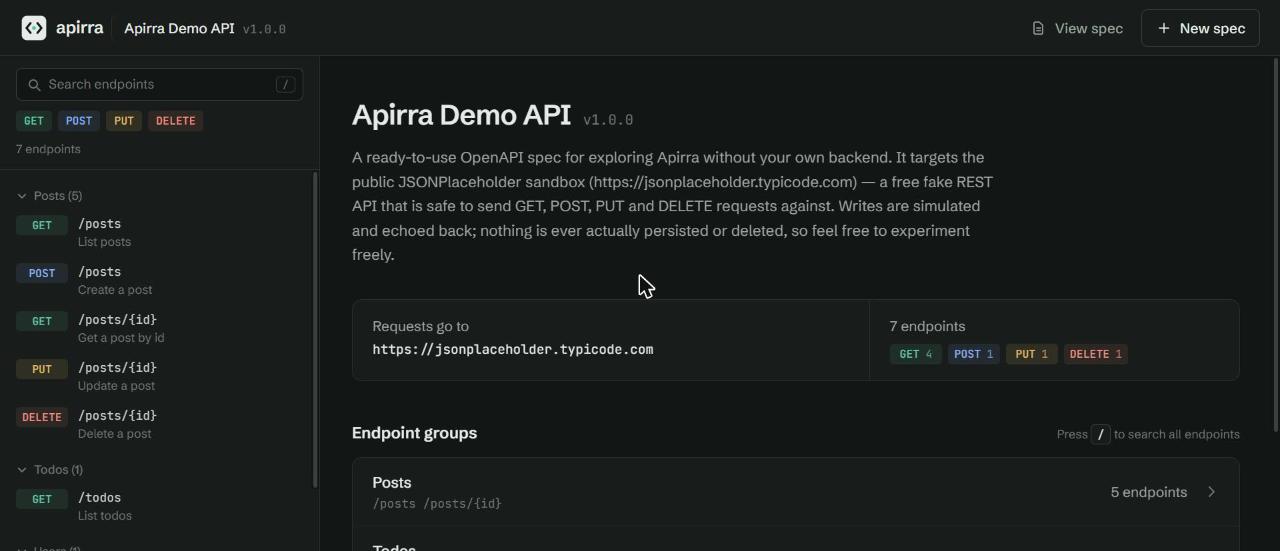 apirra
Apirra Demo API v1.0.0
View spec
New spec
Search endpoints /
GET POST PUT DELETE
7 endpoints
Posts (5)
GET /posts
List posts
POST /posts
Create a post
GET /posts/{id}
Get a post by id
PUT /posts/{id}
Update a post
DELETE /posts/{id}
Delete a post
Todos (1)
GET /todos
List todos
Users (1)
Apirra Demo API v1.0.0
A ready-to-use OpenAPI spec for exploring Apirra without your own backend. It targets the
public JSONPlaceholder sandbox (https://jsonplaceholder.typicode.com) — a free fake REST
API that is safe to send GET, POST, PUT and DELETE requests against. Writes are simulated
and echoed back; nothing is ever actually persisted or deleted, so feel free to experiment
freely.
Requests go to
https://jsonplaceholder.typicode.com
7 endpoints
GET 4 POST 1 PUT 1 DELETE 1
Endpoint groups
Press / to search all endpoints
Posts
/posts /posts/{id}
5 endpoints
Todos